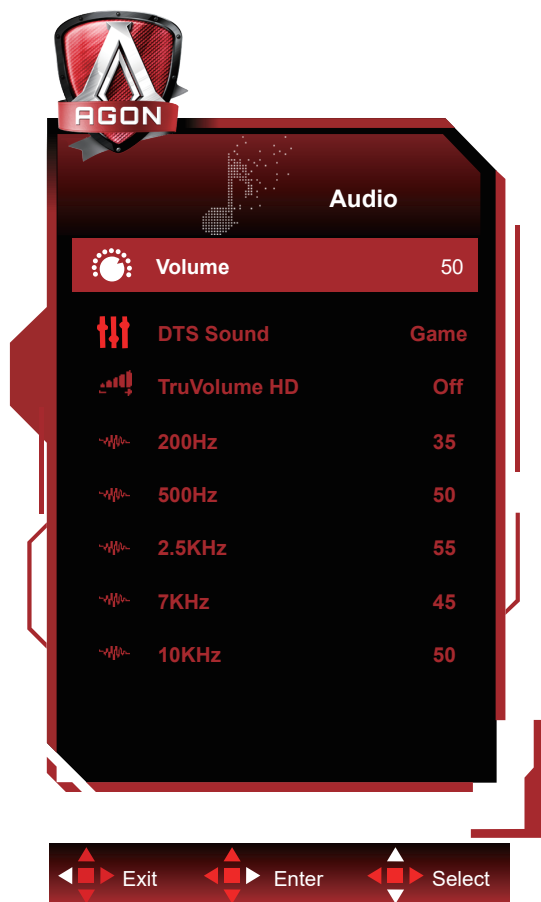 AGON
Audio
Volume 50
DTS Sound Game
TruVolume HD Off
200Hz 35
500Hz 50
2.5KHz 55
7KHz 45
10KHz 50
Exit Enter Select